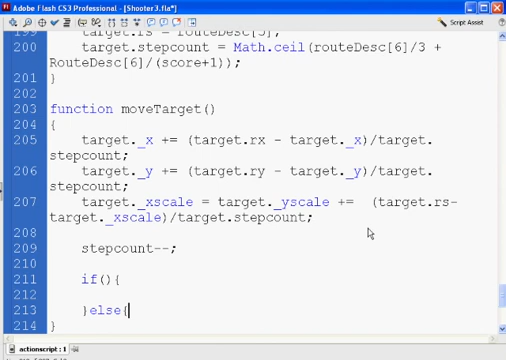 Adobe Flash CS3 Professional - [Shooter3.fla*]
Script Assist
199 target.rs = routeDesc[5];
200 target.stepcount = Math.ceil(routeDesc[6]/3 +
RouteDesc[6]/(score+1));
201 }
202
203 function moveTarget()
204 {
205 target._x += (target.rx - target._x)/target.
stepcount;
206 target._y += (target.ry - target._y)/target.
stepcount;
207 target._xscale = target._yscale += (target.rs-
target._xscale)/target.stepcount;
208
209 stepcount--;
210
211 if(){
212
213 }else{
214 }
actionscript : 1